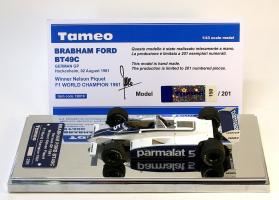 Tameo
1/43 scale model
BRABHAM FORD
BT49C
GERMAN GP
Hockenheim, 02 August 1981
Winner Nelson Piquet
F1 WORLD CHAMPION 1981
Questo modello è stato realizzato interamente a mano.
La produzione è limitata a 201 esemplari numerati.
This model is hand made.
The production is limited to 201 numbered pieces.
Model
/ 201
parmalat 5